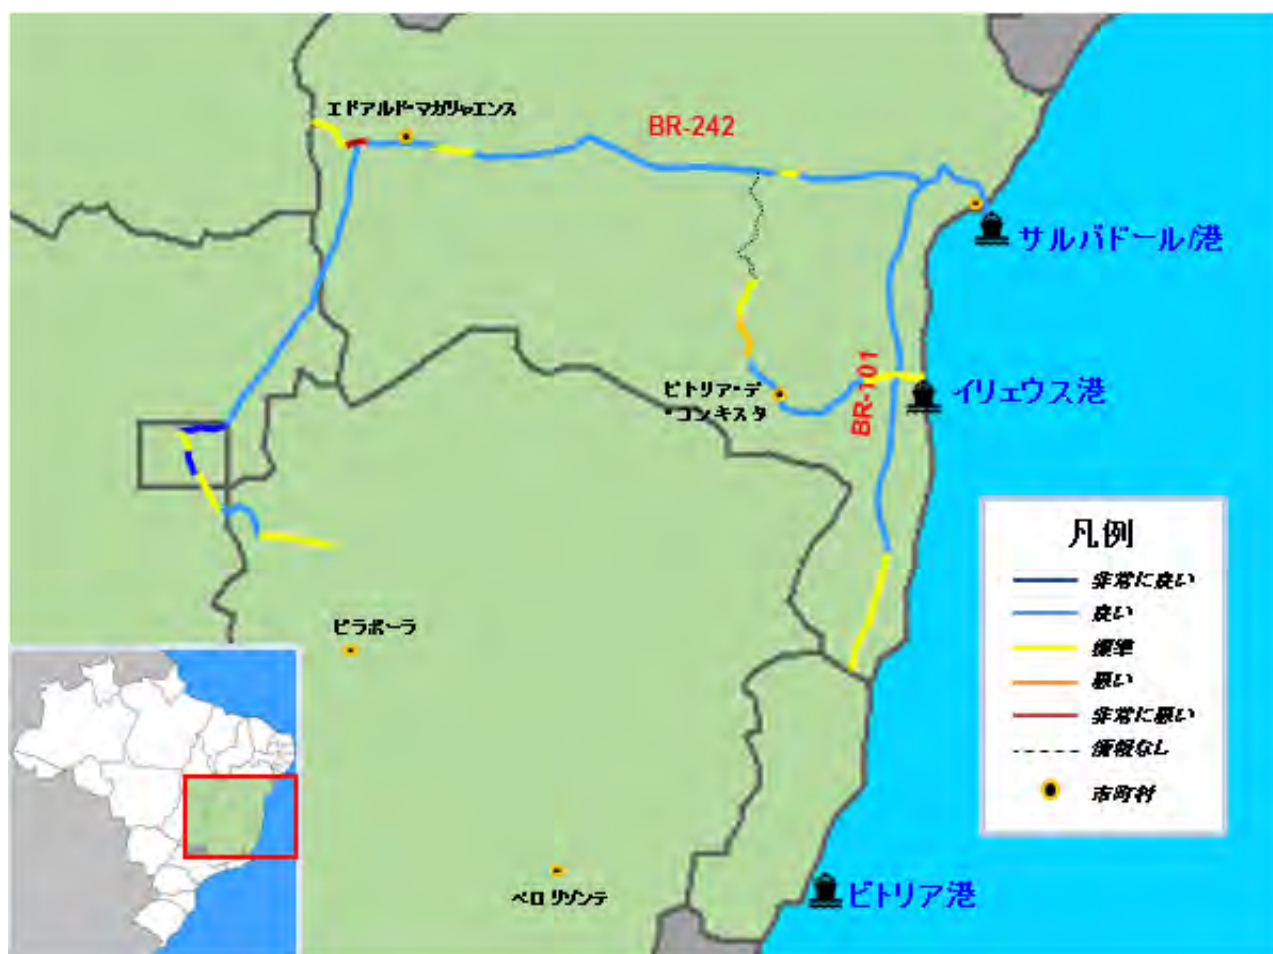 エドアルド・マガリャエンス
BR-242
サルバドール/港
ビトリア・デ
・コンキスタ
BR-101
イリェウス港
凡例
非常に良い
良い
標準
悪い
非常に悪い
情報なし
市町村
ピラポーラ
ベロ リゾンテ
ビトリア港